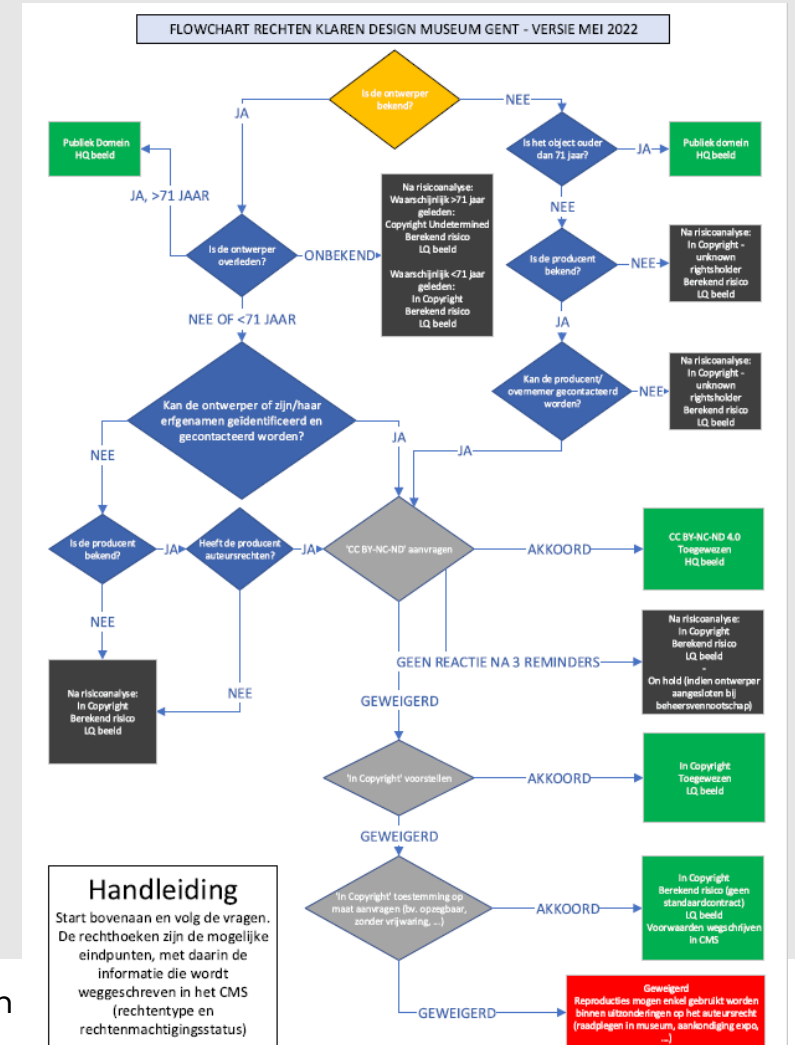 FLOWCHART RECHTEN KLAREN DESIGN MUSEUM GENT - VERSIE MEI 2022
Is de ontwerper
bekend?
JA
NEE
Publiek Domein
HQ beeld
Is het object ouder
dan 71 jaar?
JA
Publiek domein
HQ beeld
JA, >71 JAAR
NEE
Na risicoanalyse:
Waarschijnlijk >71 jaar
geleden:
Copyright Undetermined
Berekend risico
LQ beeld
Waarschijnlijk <71 jaar
geleden:
In Copyright
Berekend risico
LQ beeld
Is de ontwerper
overleden?
ONBEKEND
Is de producent
bekend?
NEE
Na risicoanalyse:
In Copyright -
unknown
rightsholder
Berekend risico
LQ beeld
NEE OF <71 JAAR
JA
Kan de ontwerper of zijn/haar
erfgenamen geïdentificeerd en
gecontacteerd worden?
Kan de producent/
overnemer gecontacteerd
worden?
NEE
Na risicoanalyse:
In Copyright -
unknown
rightsholder
Berekend risico
LQ beeld
NEE
JA
JA
Is de producent
bekend?
JA
Heeft de producent
auteursrechten?
JA
'CC BY-NC-ND' aanvragen
AKKOORD
CC BY-NC-ND 4.0
Toegewezen
HQ beeld
NEE
NEE
GEEN REACTIE NA 3 REMINDERS
Na risicoanalyse:
In Copyright
Berekend risico
LQ beeld
-
On hold (indien ontwerper
aangesloten bij
beheersvennootschap)
Na risicoanalyse:
In Copyright
Berekend risico
LQ beeld
GEWEIGERD
'In Copyright' voorstellen
AKKOORD
In Copyright
Toegewezen
LQ beeld
GEWEIGERD
'In Copyright' toestemming op
maat aanvragen (bv. opzegbaar,
zonder vrijwaring, ...)
AKKOORD
In Copyright
Berekend risico (geen
standaardcontract)
LQ beeld
Voorwaarden wegschrijven
in CMS
GEWEIGERD
Geweigerd
Reproducties mogen enkel gebruikt worden
binnen uitzonderingen op het auteursrecht
(raadplegen in museum, aankondiging expo,
...)
Handleiding
Start bovenaan en volg de vragen.
De rechthoeken zijn de mogelijke
eindpunten, met daarin de
informatie die wordt
weggeschreven in het CMS
(rechtentype en
rechtenmachtigingsstatus)